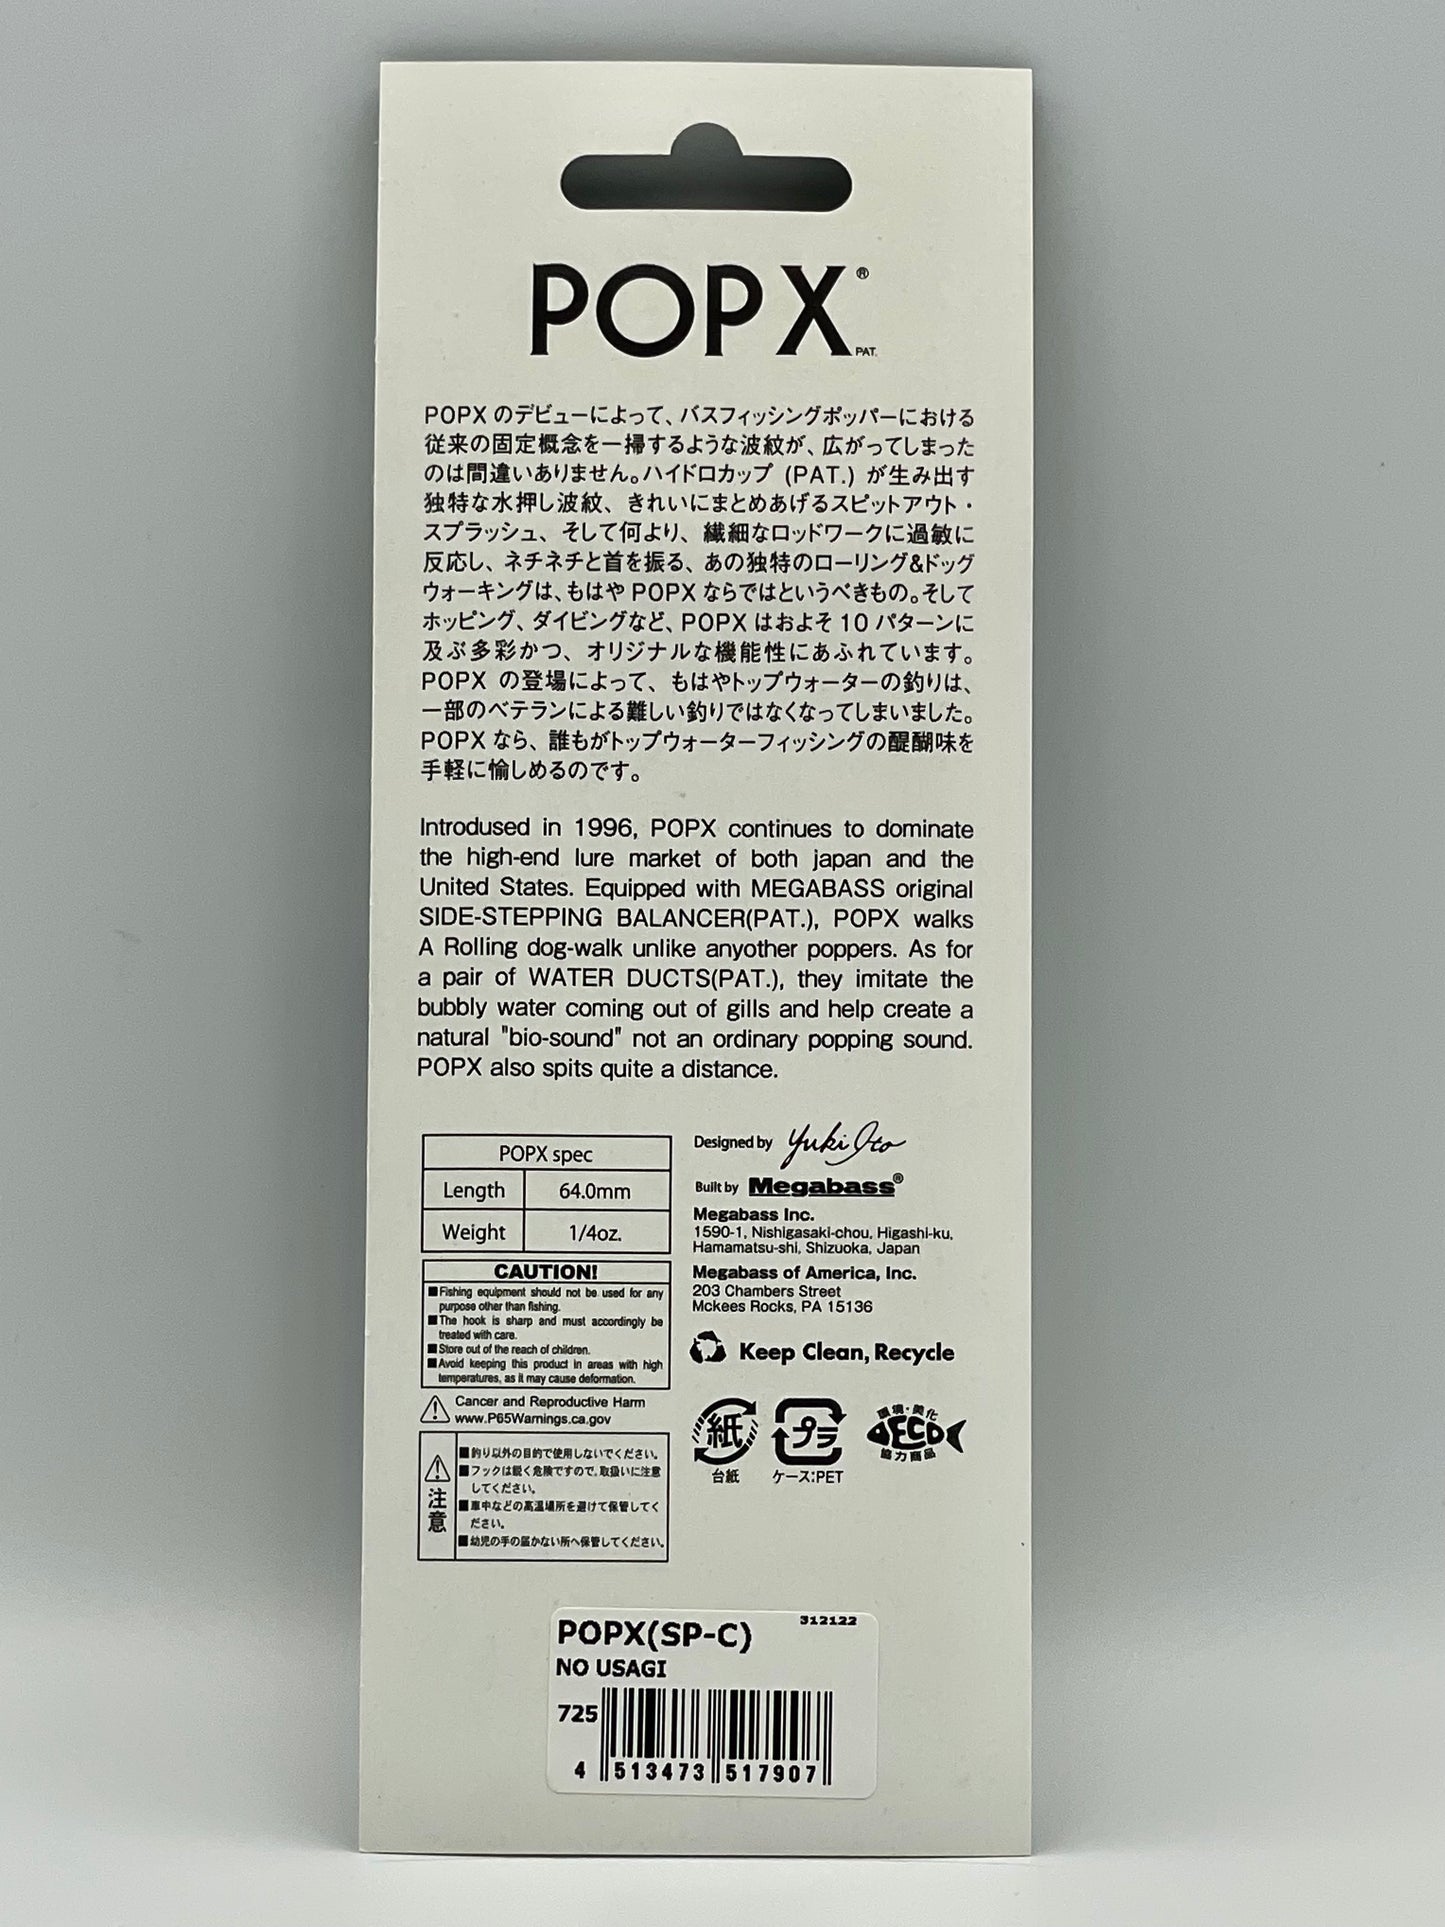 POPX®
PAT.
POPX のデビューによって、バスフィッシングポッパーにおける
従来の固定概念を一掃するような波紋が、広がってしまった
のは間違いありません。ハイドロカップ (PAT.) が生み出す
独特な水押し波紋、きれいにまとめあげるスピットアウト・
スプラッシュ、そして何より、繊細なロッドワークに過敏に
反応し、ネチネチと首を振る、あの独特のローリング&ドッグ
ウォーキングは、もはや POPX ならではというべきもの。そして
ホッピング、ダイビングなど、POPX はおよそ 10 パターンに
及ぶ多彩かつ、オリジナルな機能性にあふれています。
POPX の登場によって、もはやトップウォーターの釣りは、
一部のベテランによる難しい釣りではなくなってしまいました。
POPX なら、誰もがトップウォーターフィッシングの醍醐味を
手軽に愉しめるのです。
Introdused in 1996, POPX continues to dominate
the high-end lure market of both japan and the
United States. Equipped with MEGABASS original
SIDE-STEPPING BALANCER(PAT.), POPX walks
A Rolling dog-walk unlike anyother poppers. As for
a pair of WATER DUCTS(PAT.), they imitate the
bubbly water coming out of gills and help create a
natural "bio-sound" not an ordinary popping sound.
POPX also spits quite a distance.
POPX spec
Length 64.0mm
Weight 1/4oz.
CAUTION!
■Fishing equipment should not be used for any
purpose other than fishing.
■The hook is sharp and must accordingly be
treated with care.
■Store out of the reach of children.
■Avoid keeping this product in areas with high
temperatures, as it may cause deformation.
Cancer and Reproductive Harm
www.P65Warnings.ca.gov
注意
■釣り以外の目的で使用しないでください。
■フックは鋭く危険ですので、取扱いに注意
してください。
■車中などの高温場所を避けて保管してく
ださい。
■幼児の手の届かない所へ保管してください。
Designed by Yuki Ito
Built by Megabass®
Megabass Inc.
1590-1, Nishigasaki-chou, Higashi-ku,
Hamamatsu-shi, Shizuoka, Japan
Megabass of America, Inc.
203 Chambers Street
Mckees Rocks, PA 15136
Keep Clean, Recycle
紙
台紙
プラ
ケース:PET
環境・美化
ECO
協力商品
312122
POPX(SP-C)
NO USAGI
725
4 513473 517907